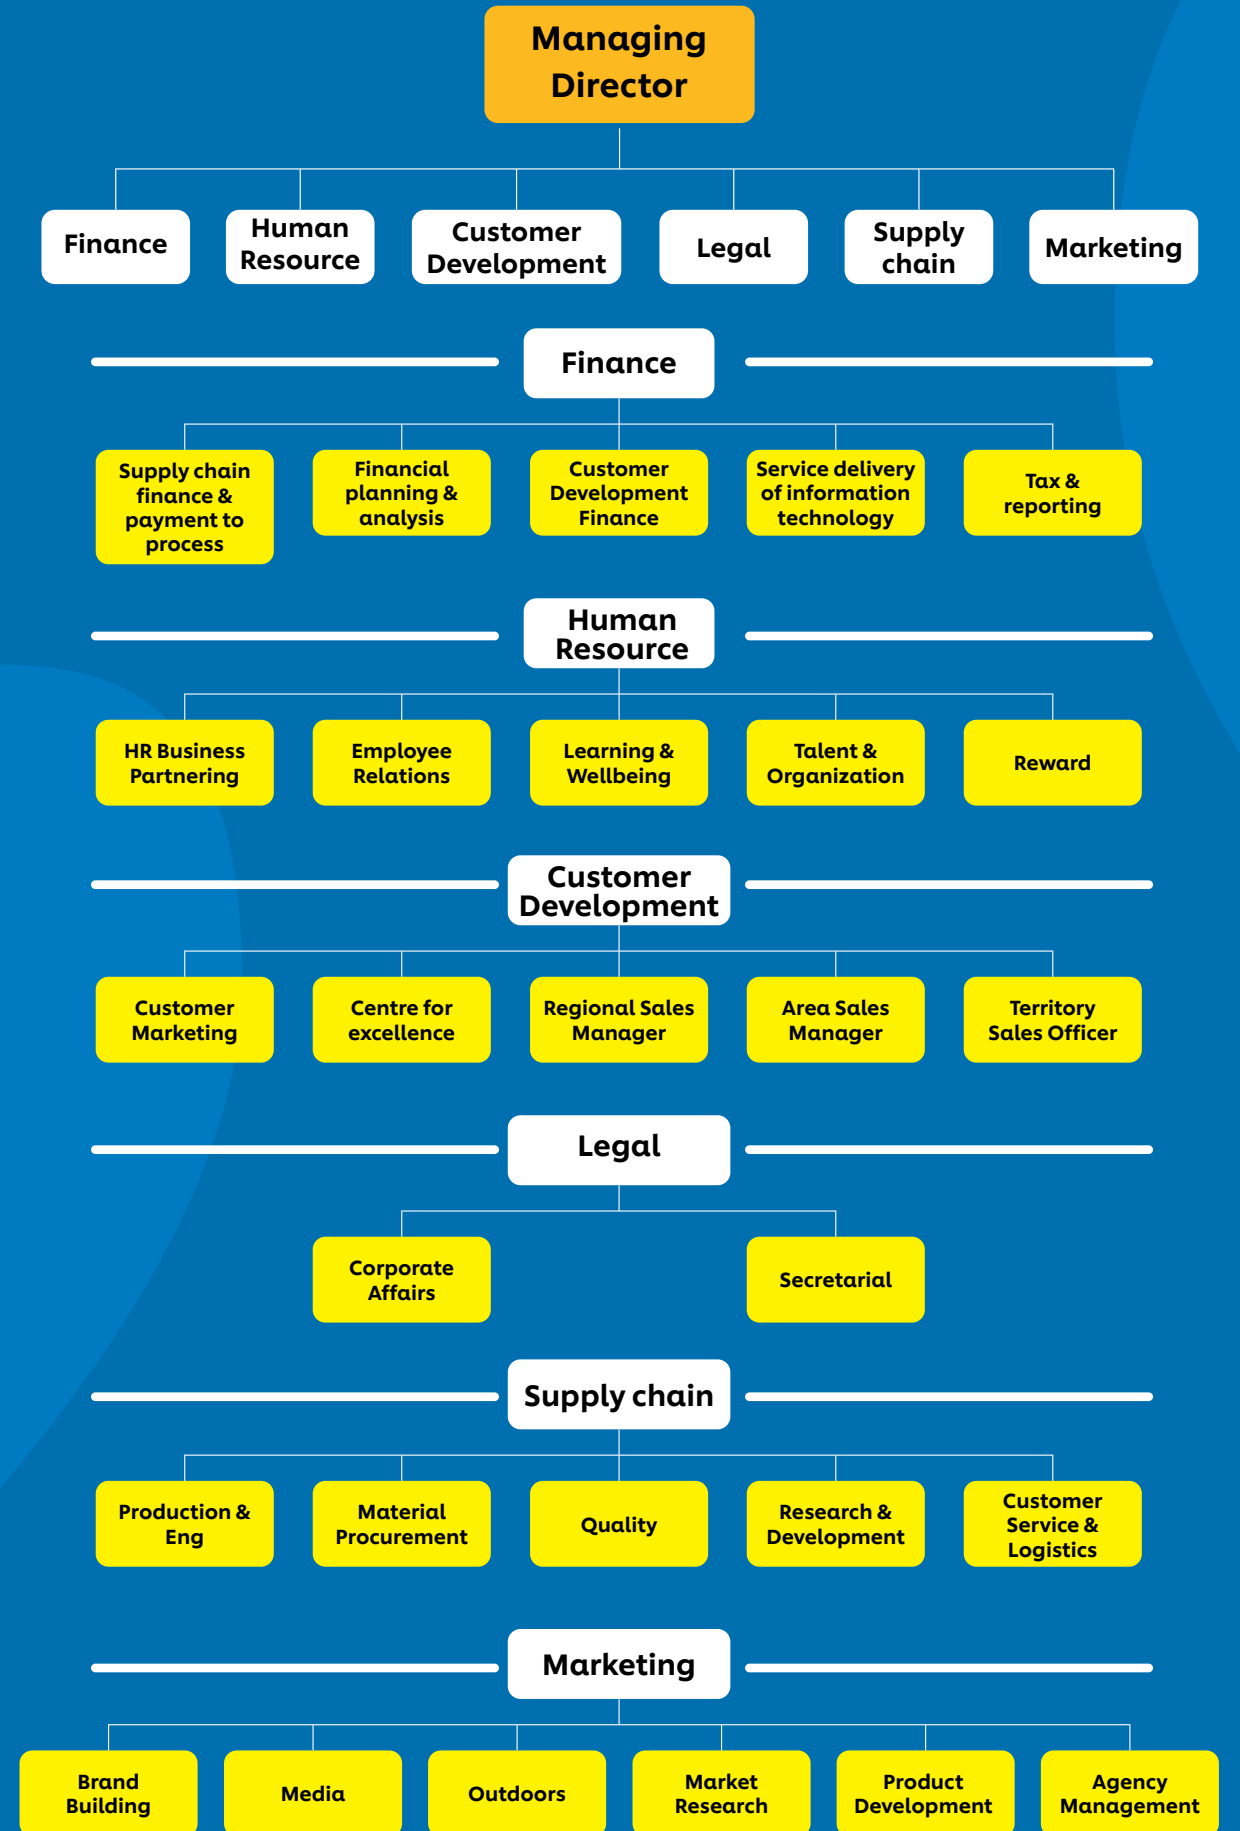 Managing
Director
Finance
Human
Resource
Customer
Development
Legal
Supply
chain
Marketing
Finance
Supply chain
finance &
payment to
process
Financial
planning &
analysis
Customer
Development
Finance
Service delivery
of information
technology
Tax &
reporting
Human
Resource
HR Business
Partnering
Employee
Relations
Learning &
Wellbeing
Talent &
Organization
Reward
Customer
Development
Customer
Marketing
Centre for
excellence
Regional Sales
Manager
Area Sales
Manager
Territory
Sales Officer
Legal
Corporate
Affairs
Secretarial
Supply chain
Production &
Eng
Material
Procurement
Quality
Research &
Development
Customer
Service &
Logistics
Marketing
Brand
Building
Media
Outdoors
Market
Research
Product
Development
Agency
Management